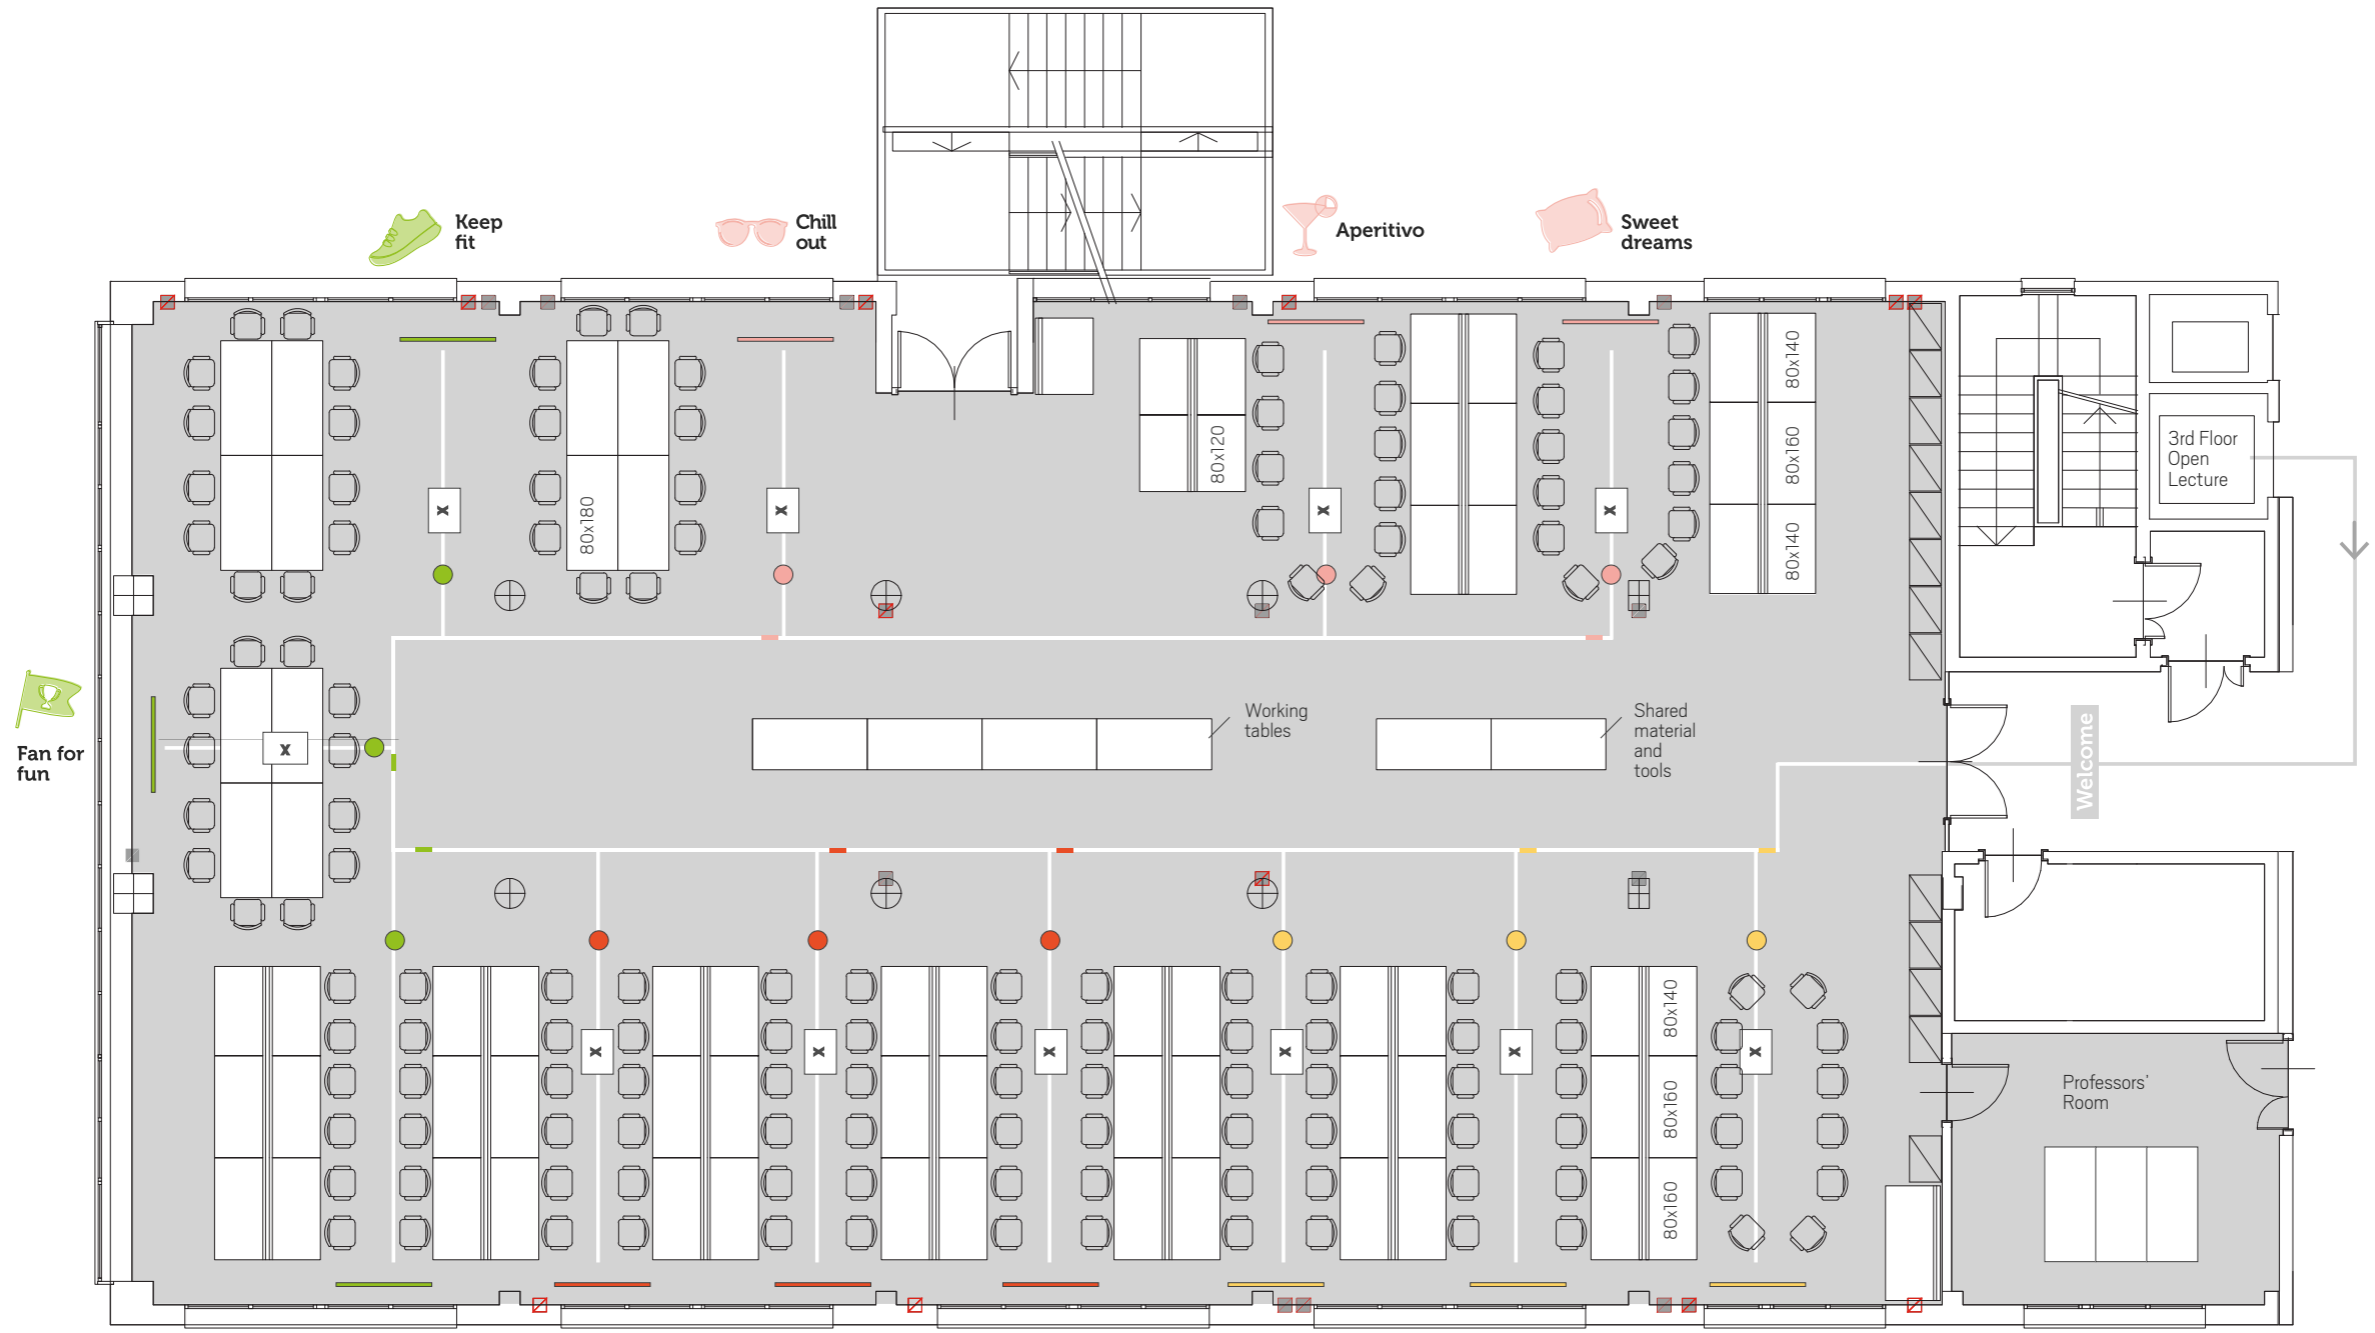 Keep
fit
Chill
out
Aperitivo
Sweet
dreams
80x140
80x120
80x160
3rd Floor
Open
Lecture
x
x
x
x
80x180
80x140
Fan for
fun
x
Working
tables
Shared
material
and
tools
Welcome
80x140
x
x
x
x
x
x
80x160
Professors'
Room
80x160